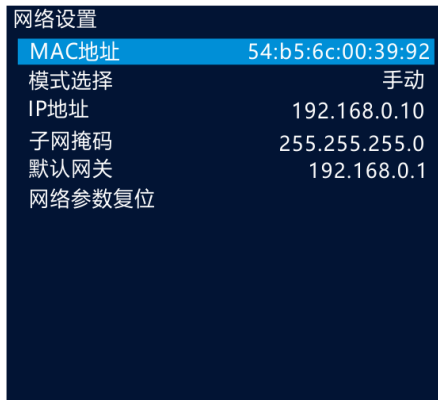 网络设置
MAC地址 54:b5:6c:00:39:92
模式选择 手动
IP地址 192.168.0.10
子网掩码 255.255.255.0
默认网关 192.168.0.1
网络参数复位